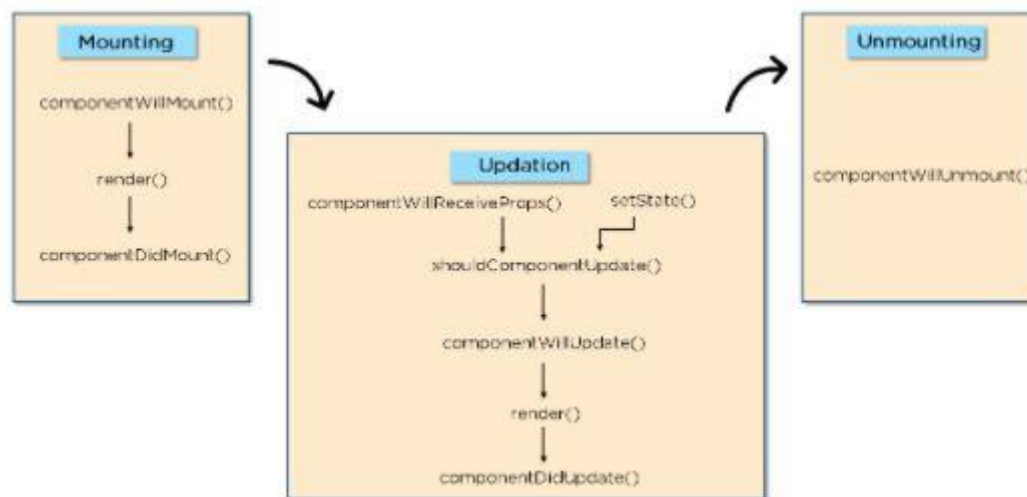 Mounting
componentWillMount()
render()
componentDidMount()
Updation
componentWillReceiveProps()
setState()
shouldComponentUpdate()
componentWillUpdate()
render()
componentDidUpdate()
Unmounting
componentWillUnmount()